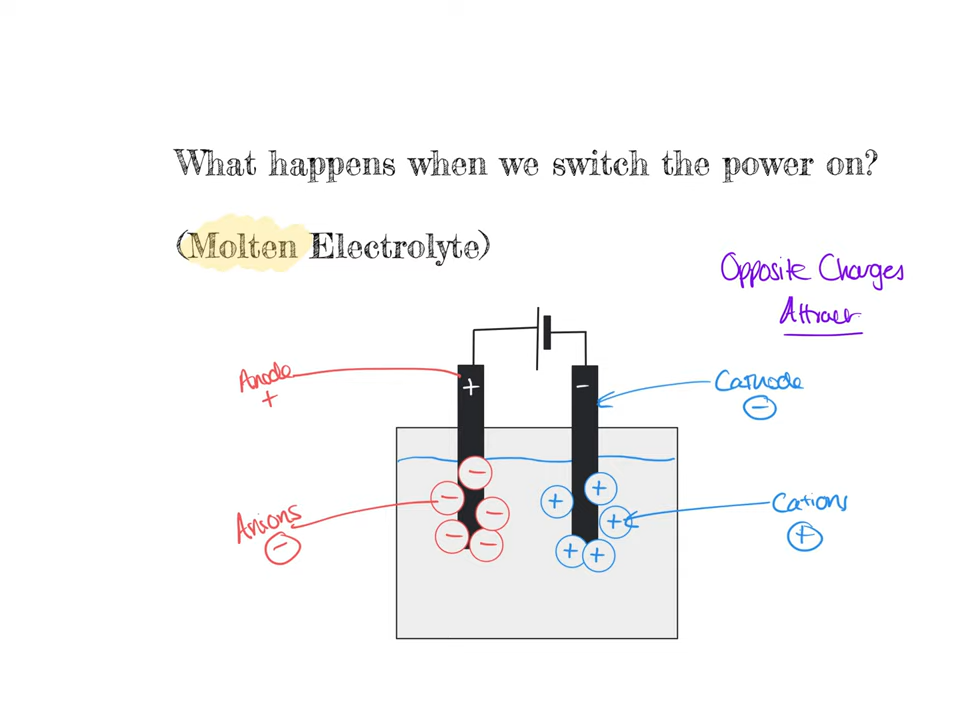 What happens when we switch the power on?
(Molten Electrolyte)
Opposite Charges
Attract
Anode
+
+
−
Cathode
−
Anions
−
−
−
−
−
−
+
+
+
+
+
Cations
+